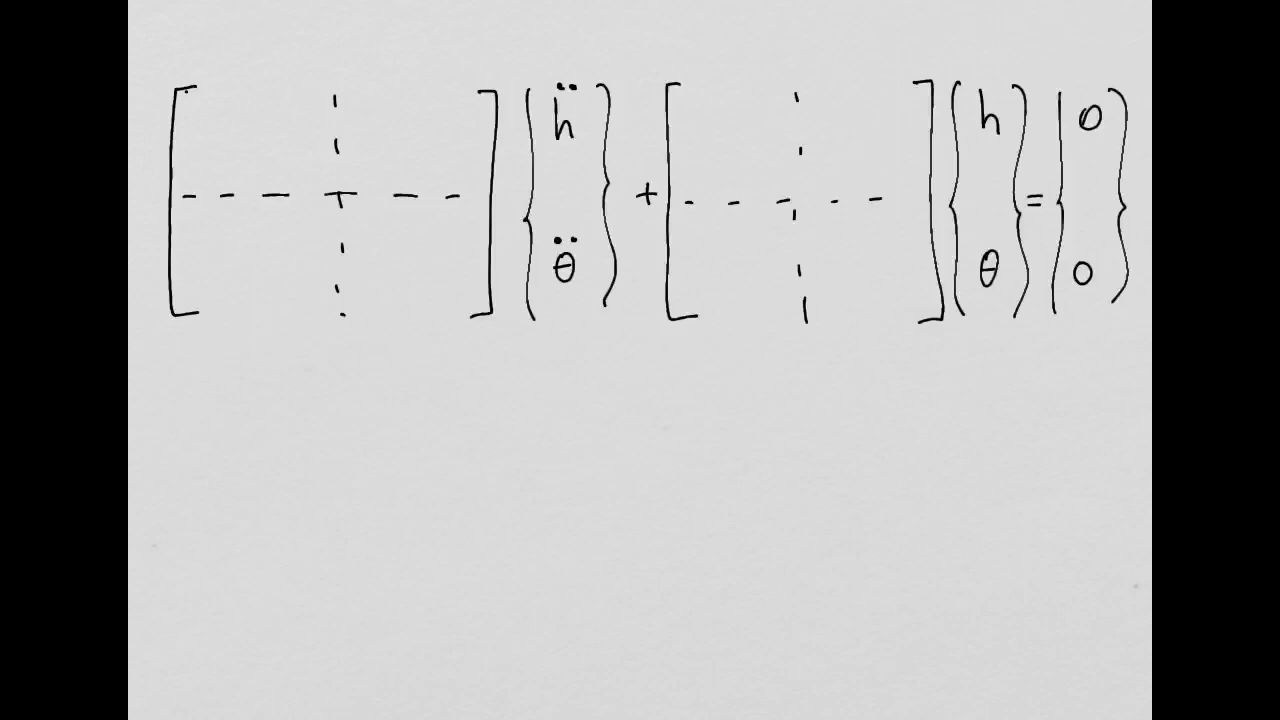 [ ] { ḧ } + [ ] { h } = { 0 }
θ̈ θ 0